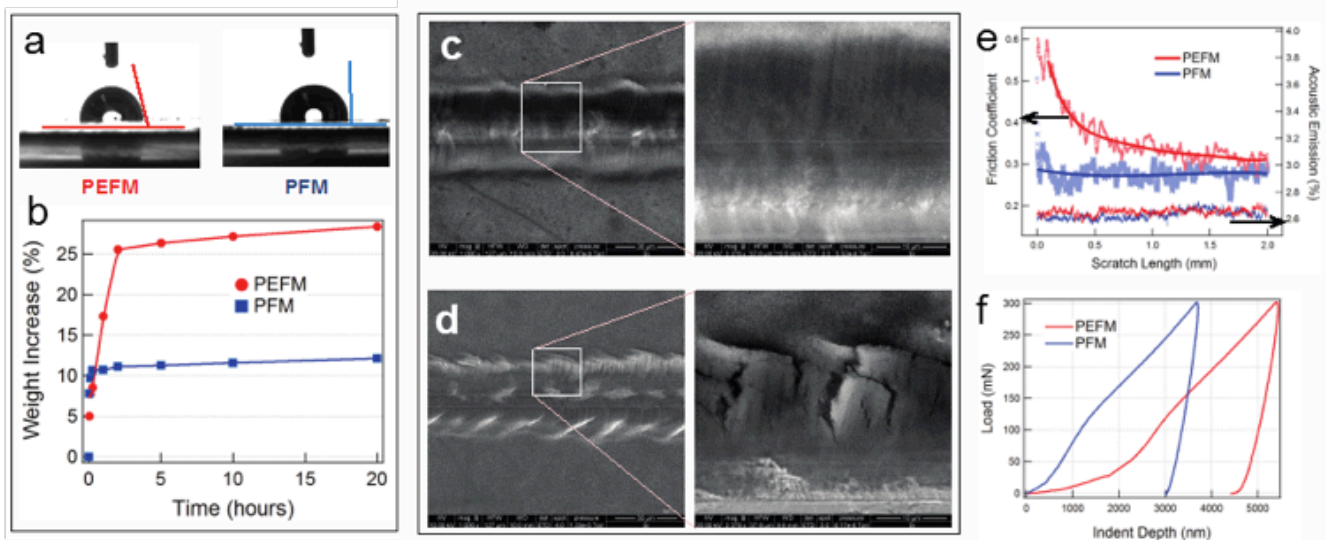 a
PEFM
PFM
b
Weight Increase (%)
25
20
15
10
5
0
PEFM
PFM
0
5
10
15
20
Time (hours)
c
d
e
Friction Coefficient
0.6
0.5
0.4
0.3
0.2
PEFM
PFM
4.0
3.8
3.6
3.4
3.2
3.0
2.8
2.6
Acoustic Emission (%)
0.0
0.5
1.0
1.5
2.0
Scratch Length (mm)
f
Load (mN)
300
250
200
150
100
50
0
PEFM
PFM
0
1000
2000
3000
4000
5000
Indent Depth (nm)